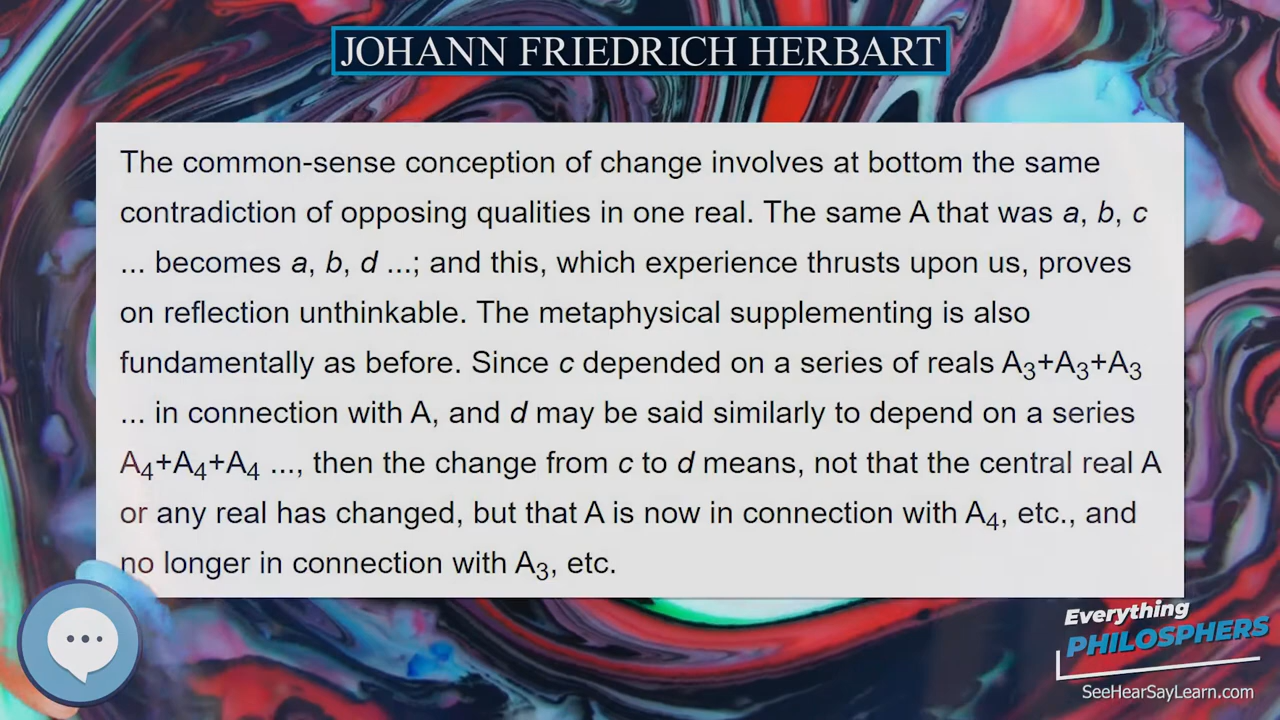 JOHANN FRIEDRICH HERBART
The common-sense conception of change involves at bottom the same
contradiction of opposing qualities in one real. The same A that was a, b, c
... becomes a, b, d ...; and this, which experience thrusts upon us, proves
on reflection unthinkable. The metaphysical supplementing is also
fundamentally as before. Since c depended on a series of reals A₃+A₃+A₃
... in connection with A, and d may be said similarly to depend on a series
A₄+A₄+A₄ ..., then the change from c to d means, not that the central real A
or any real has changed, but that A is now in connection with A₄, etc., and
no longer in connection with A₃, etc.
Everything
PHILOSPHERS
SeeHearSayLearn.com